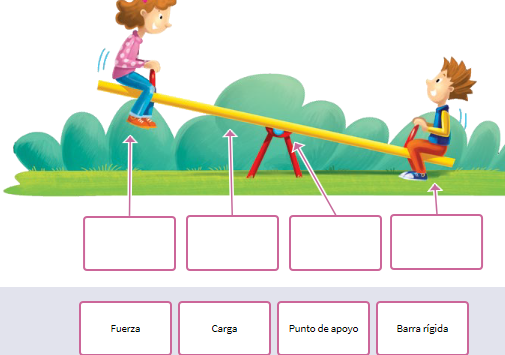 Fuerza
Carga
Punto de apoyo
Barra rígida